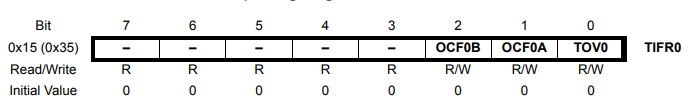 Bit 7 6 5 4 3 2 1 0
0x15 (0x35) – – – – – OCF0B OCF0A TOV0 TIFR0
Read/Write R R R R R R/W R/W R/W
Initial Value 0 0 0 0 0 0 0 0